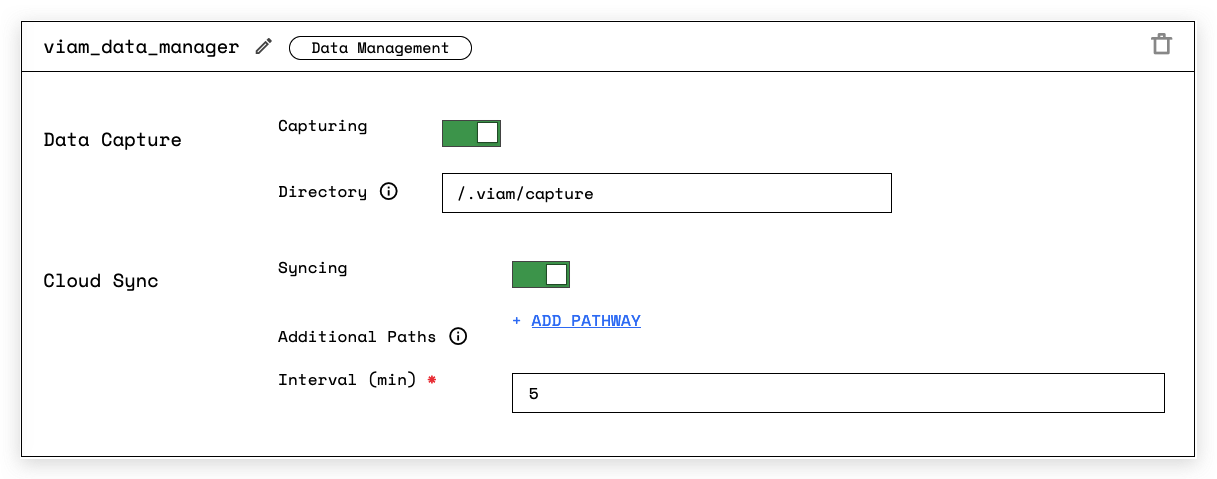 viam_data_manager Data Management
Data Capture
Capturing
Directory /.viam/capture
Cloud Sync
Syncing
Additional Paths + ADD PATHWAY
Interval (min) * 5